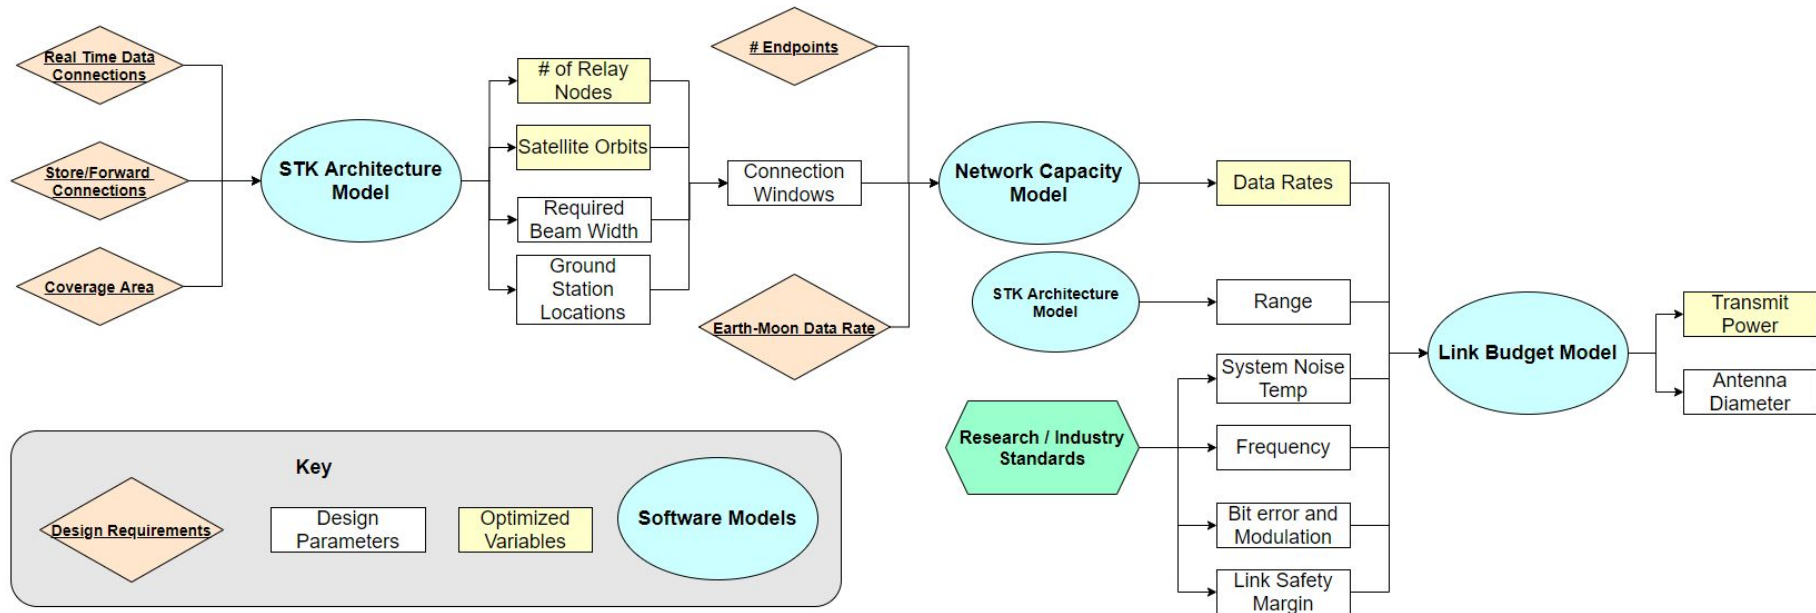 Real Time Data
Connections
Store/Forward
Connections
Coverage Area
STK Architecture
Model
# of Relay
Nodes
Satellite Orbits
Required
Beam Width
Ground
Station
Locations
# Endpoints
Connection
Windows
Earth-Moon Data Rate
Network Capacity
Model
STK Architecture
Model
Research / Industry
Standards
Data Rates
Range
System Noise
Temp
Frequency
Bit error and
Modulation
Link Safety
Margin
Link Budget Model
Transmit
Power
Antenna
Diameter
Key
Design Requirements
Design
Parameters
Optimized
Variables
Software Models